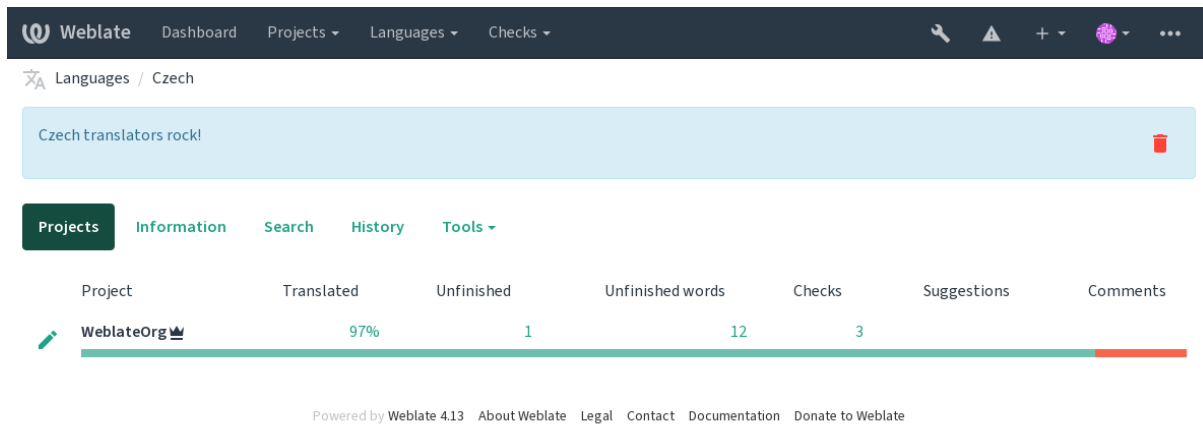 Weblate Dashboard Projects Languages Checks
Languages / Czech
Czech translators rock!
Projects Information Search History Tools
Project Translated Unfinished Unfinished words Checks Suggestions Comments
WeblateOrg 97% 1 12 3
Powered by Weblate 4.13 About Weblate Legal Contact Documentation Donate to Weblate